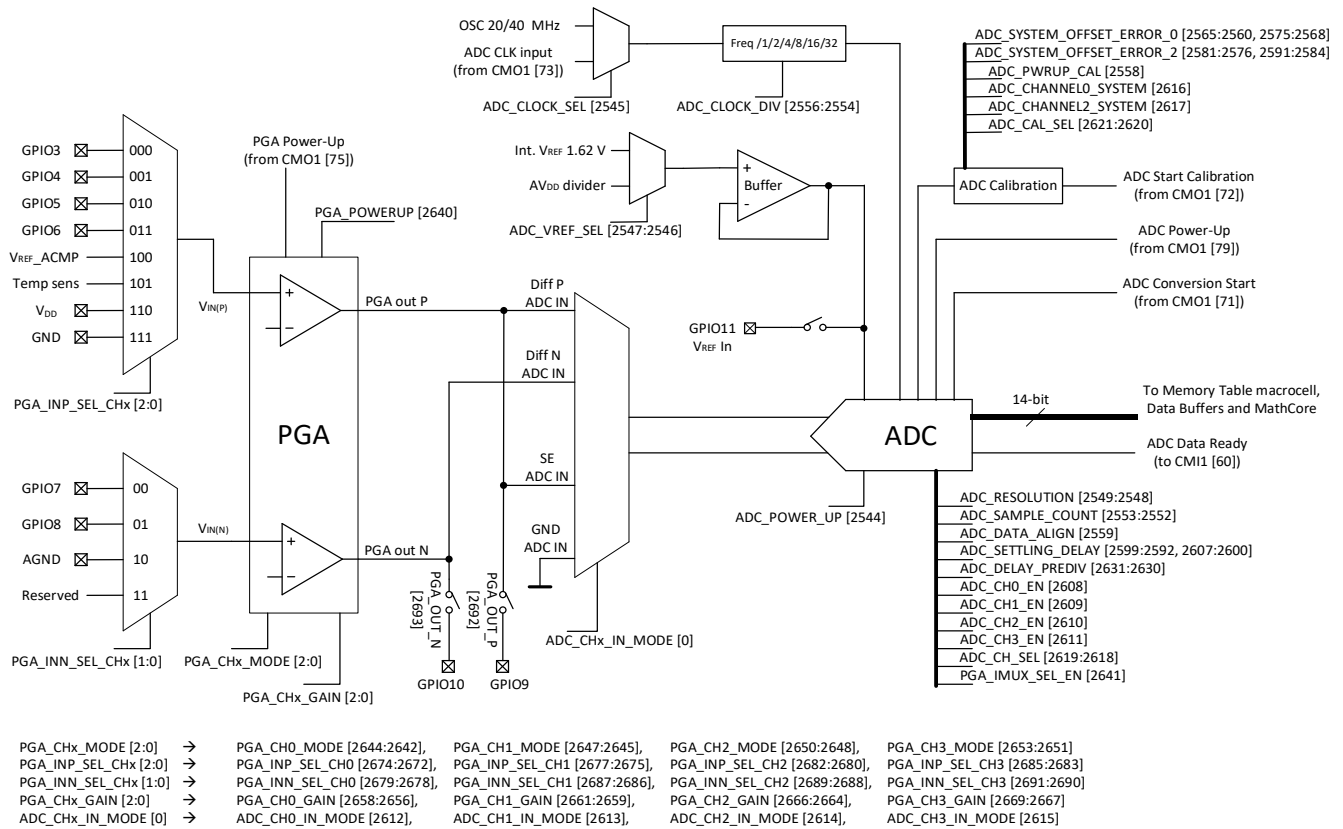 OSC 20/40 MHz
ADC CLK input
(from CMO1 [73])
Freq /1/2/4/8/16/32
ADC_CLOCK_SEL [2545]
ADC_CLOCK_DIV [2556:2554]
ADC_SYSTEM_OFFSET_ERROR_0 [2565:2560, 2575:2568]
ADC_SYSTEM_OFFSET_ERROR_2 [2581:2576, 2591:2584]
ADC_PWRUP_CAL [2558]
ADC_CHANNEL0_SYSTEM [2616]
ADC_CHANNEL2_SYSTEM [2617]
ADC_CAL_SEL [2621:2620]
ADC Calibration
ADC Start Calibration
(from CMO1 [72])
ADC Power-Up
(from CMO1 [79])
ADC Conversion Start
(from CMO1 [71])
Int. VREF 1.62 V
AVDD divider
+
Buffer
-
ADC_VREF_SEL [2547:2546]
PGA Power-Up
(from CMO1 [75])
PGA_POWERUP [2640]
GPIO3
000
GPIO4
001
GPIO5
010
GPIO6
011
VREF_ACMP
100
Temp sens
101
VDD
110
GND
111
VIN(P)
PGA_INP_SEL_CHx [2:0]
+
−
PGA out P
Diff P
ADC IN
Diff N
ADC IN
SE
ADC IN
GND
ADC IN
GPIO11
VREF In
PGA
ADC
14-bit
To Memory Table macrocell,
Data Buffers and MathCore
ADC Data Ready
(to CMI1 [60])
GPIO7
00
GPIO8
01
AGND
10
Reserved
11
VIN(N)
+
−
PGA out N
PGA_OUT_N
[2693]
PGA_OUT_P
[2692]
GPIO10
GPIO9
PGA_INN_SEL_CHx [1:0]
PGA_CHx_MODE [2:0]
PGA_CHx_GAIN [2:0]
ADC_CHx_IN_MODE [0]
ADC_POWER_UP [2544]
ADC_RESOLUTION [2549:2548]
ADC_SAMPLE_COUNT [2553:2552]
ADC_DATA_ALIGN [2559]
ADC_SETTLING_DELAY [2599:2592, 2607:2600]
ADC_DELAY_PREDIV [2631:2630]
ADC_CH0_EN [2608]
ADC_CH1_EN [2609]
ADC_CH2_EN [2610]
ADC_CH3_EN [2611]
ADC_CH_SEL [2619:2618]
PGA_IMUX_SEL_EN [2641]
PGA_CHx_MODE [2:0] → PGA_CH0_MODE [2644:2642], PGA_CH1_MODE [2647:2645], PGA_CH2_MODE [2650:2648], PGA_CH3_MODE [2653:2651]
PGA_INP_SEL_CHx [2:0] → PGA_INP_SEL_CH0 [2674:2672], PGA_INP_SEL_CH1 [2677:2675], PGA_INP_SEL_CH2 [2682:2680], PGA_INP_SEL_CH3 [2685:2683]
PGA_INN_SEL_CHx [1:0] → PGA_INN_SEL_CH0 [2679:2678], PGA_INN_SEL_CH1 [2687:2686], PGA_INN_SEL_CH2 [2689:2688], PGA_INN_SEL_CH3 [2691:2690]
PGA_CHx_GAIN [2:0] → PGA_CH0_GAIN [2658:2656], PGA_CH1_GAIN [2661:2659], PGA_CH2_GAIN [2666:2664], PGA_CH3_GAIN [2669:2667]
ADC_CHx_IN_MODE [0] → ADC_CH0_IN_MODE [2612], ADC_CH1_IN_MODE [2613], ADC_CH2_IN_MODE [2614], ADC_CH3_IN_MODE [2615]